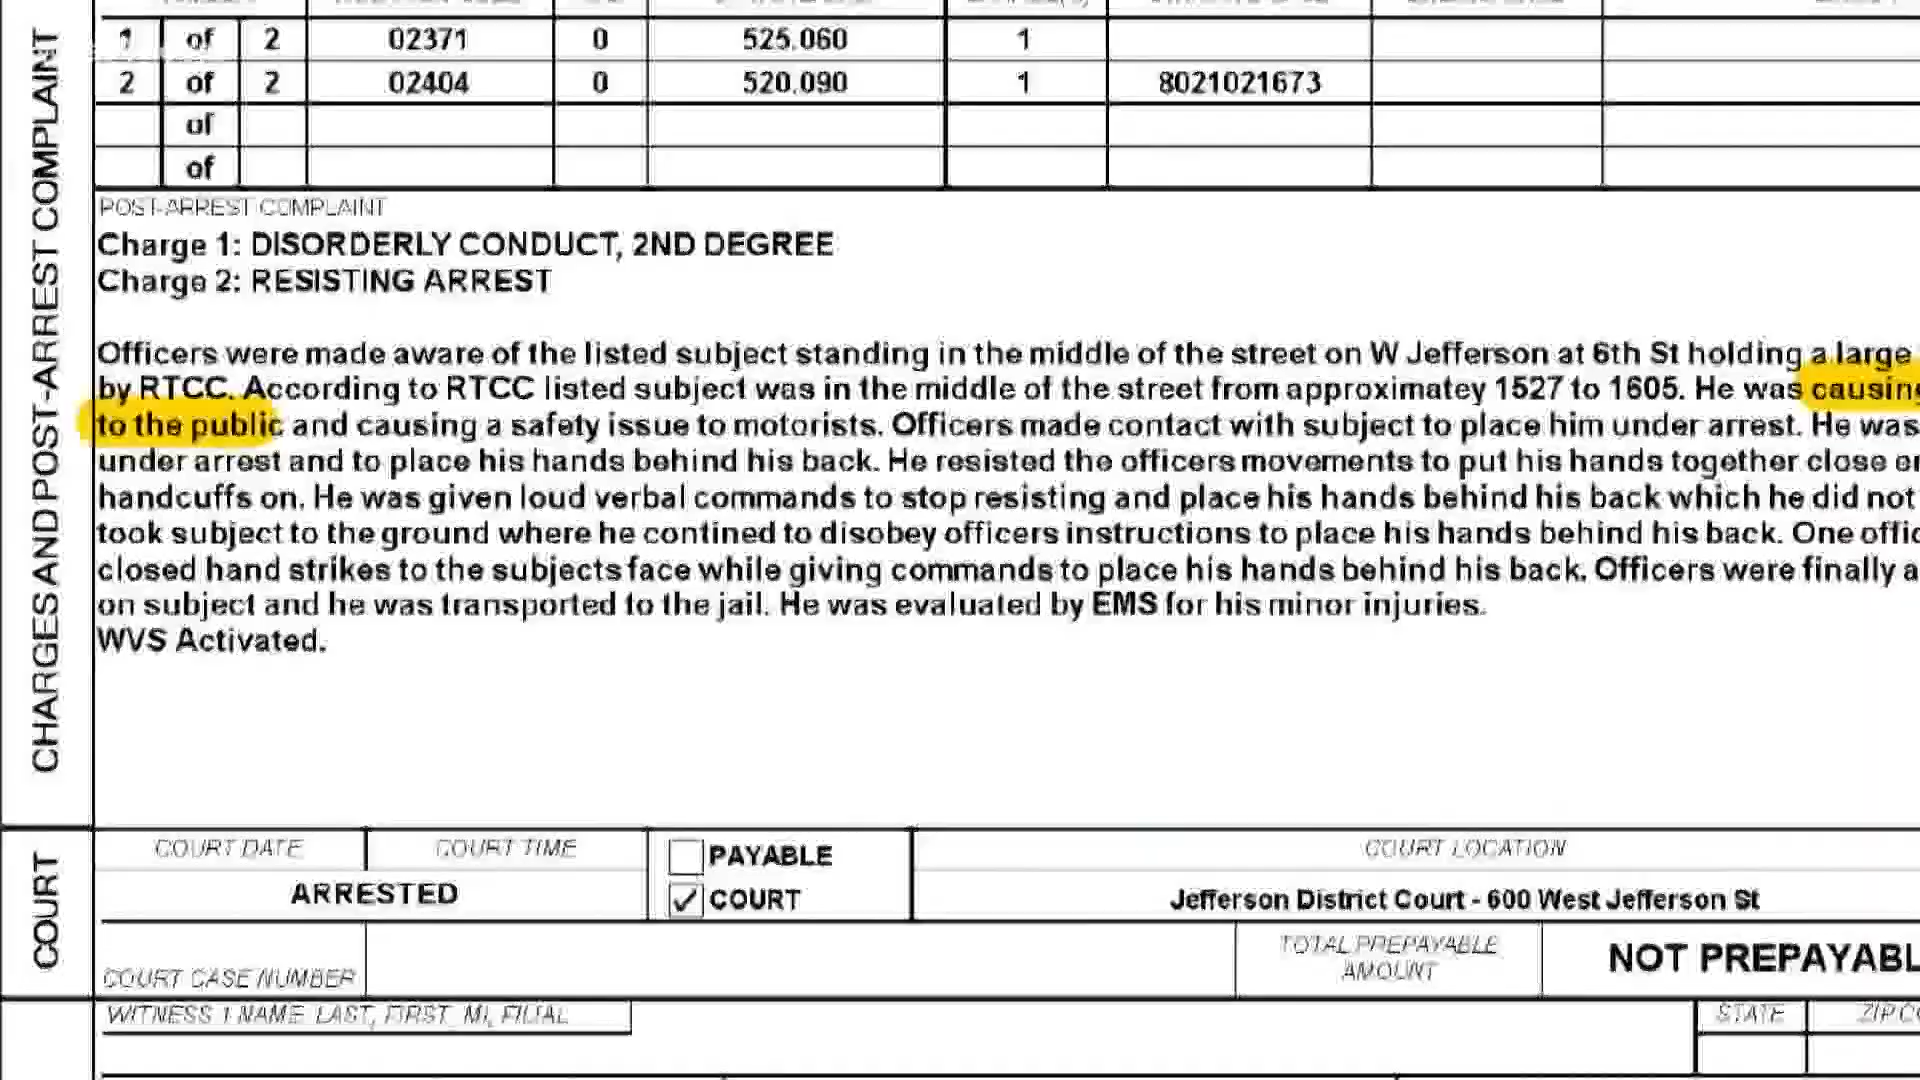 1 of 2 02371 0 525.060 1
2 of 2 02404 0 520.090 1 8021021673
of
of
CHARGES AND POST-ARREST COMPLAINT
POST-ARREST COMPLAINT
Charge 1: DISORDERLY CONDUCT, 2ND DEGREE
Charge 2: RESISTING ARREST
Officers were made aware of the listed subject standing in the middle of the street on W Jefferson at 6th St holding a large
by RTCC. According to RTCC listed subject was in the middle of the street from approximatey 1527 to 1605. He was causing
to the public and causing a safety issue to motorists. Officers made contact with subject to place him under arrest. He was
under arrest and to place his hands behind his back. He resisted the officers movements to put his hands together close
handcuffs on. He was given loud verbal commands to stop resisting and place his hands behind his back which he did not
took subject to the ground where he contined to disobey officers instructions to place his hands behind his back. One offic
closed hand strikes to the subjects face while giving commands to place his hands behind his back. Officers were finally a
on subject and he was transported to the jail. He was evaluated by EMS for his minor injuries.
WVS Activated.
COURT
COURT DATE COURT TIME PAYABLE COURT LOCATION
ARRESTED COURT Jefferson District Court - 600 West Jefferson St
COURT CASE NUMBER TOTAL PREPAYABLE AMOUNT NOT PREPAYABL
WITNESS 1 NAME LAST, FIRST MI, FILIAL STATE ZIP CO